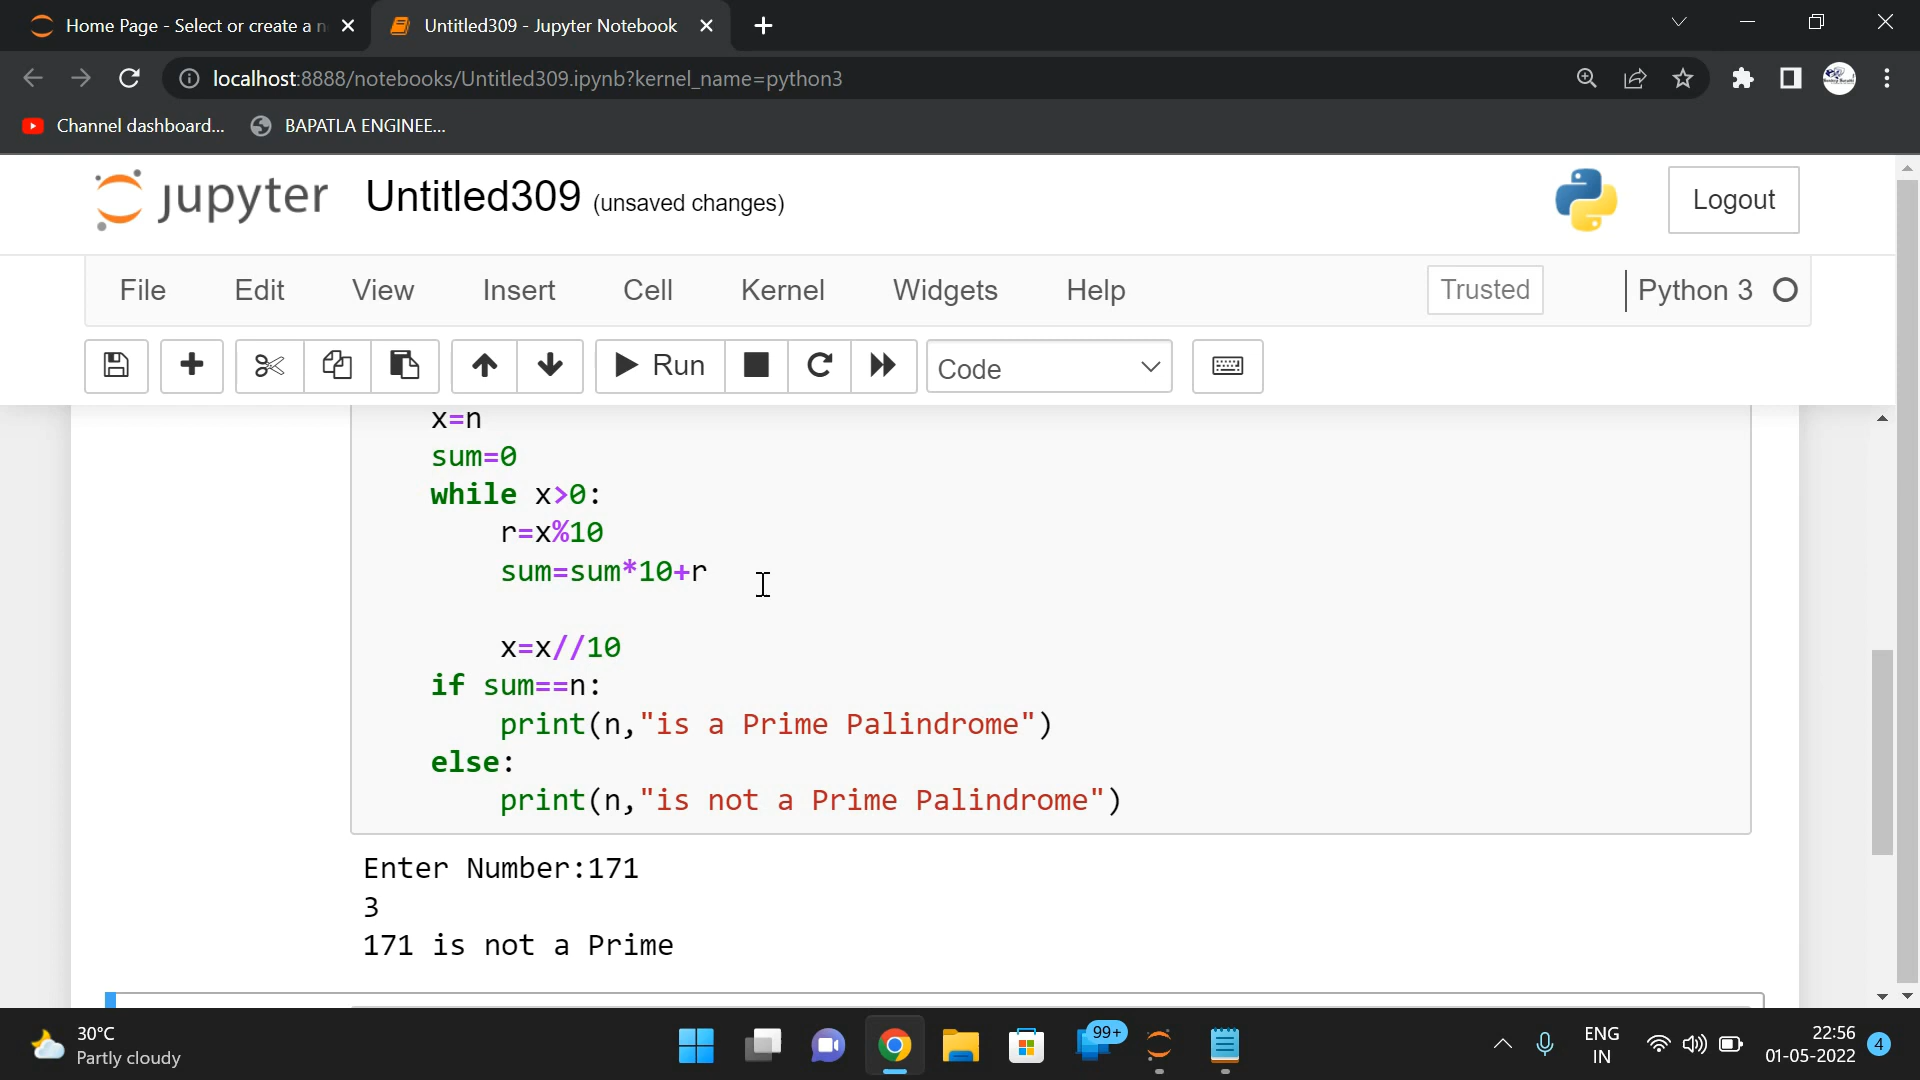 Home Page - Select or create a n
Untitled309 - Jupyter Notebook
localhost:8888/notebooks/Untitled309.ipynb?kernel_name=python3
Channel dashboard...
BAPATLA ENGINEE...
jupyter
Untitled309 (unsaved changes)
Logout
File Edit View Insert Cell Kernel Widgets Help
Trusted
Python 3
Run
Code
x=n
sum=0
while x>0:
r=x%10
sum=sum*10+r
x=x//10
if sum==n:
print(n,"is a Prime Palindrome")
else:
print(n,"is not a Prime Palindrome")
Enter Number:171
3
171 is not a Prime
30°C
Partly cloudy
99+
ENG
IN
22:56
01-05-2022
4